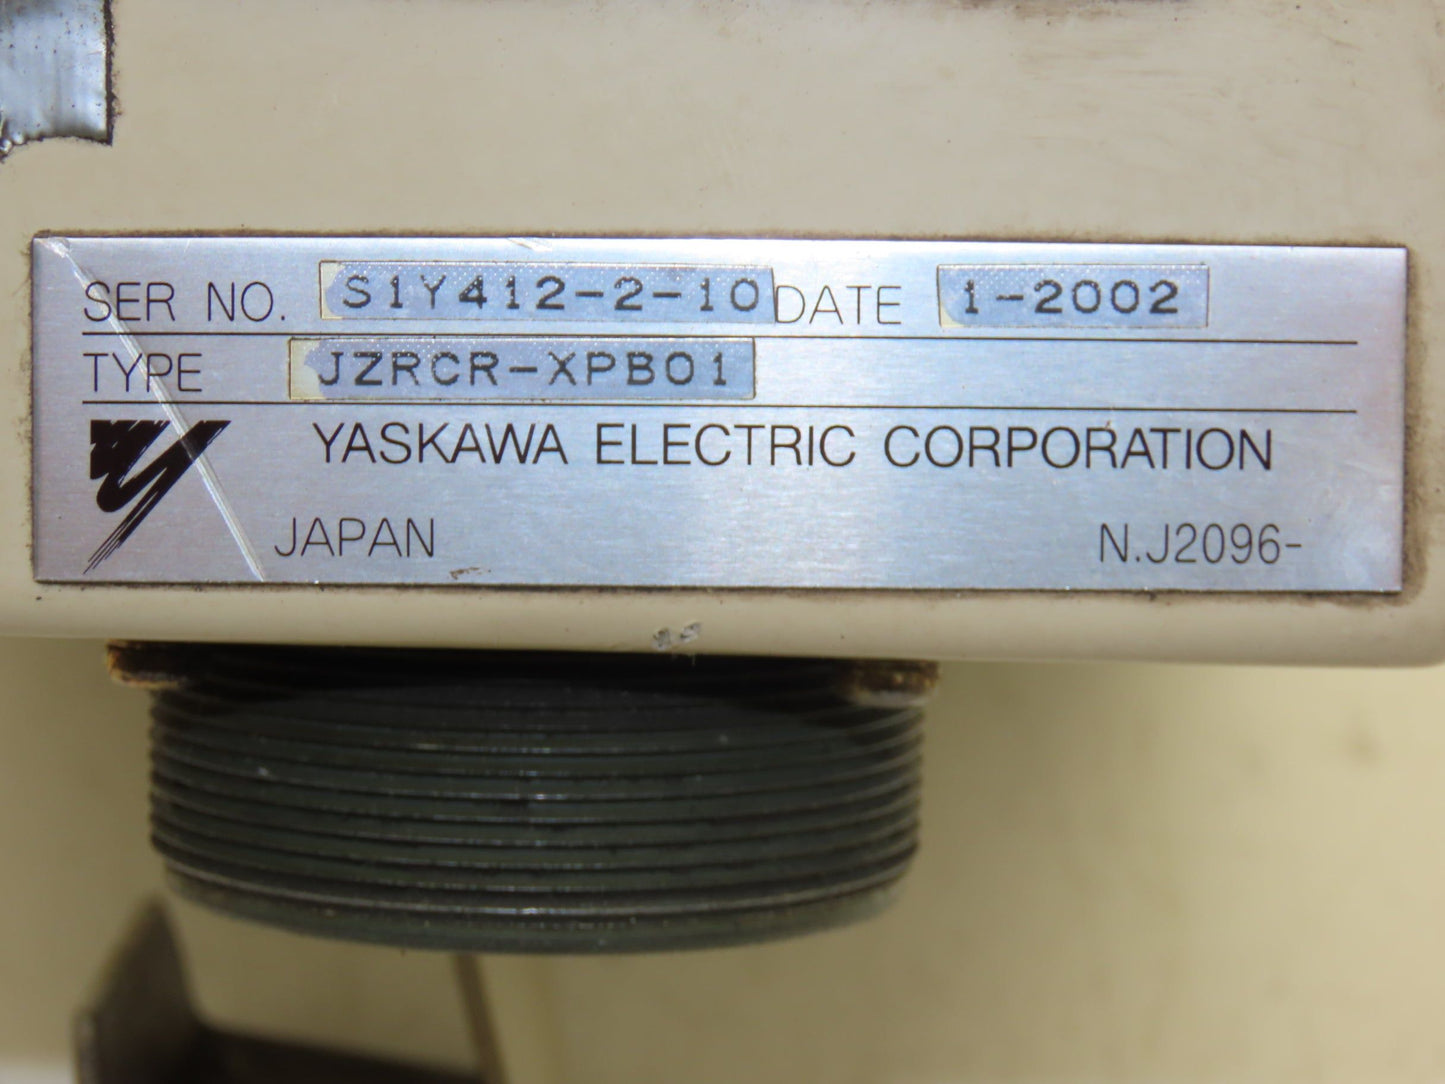 SER NO. S1Y412-2-10 DATE 1-2002
TYPE JZRCR-XPB01
YASKAWA ELECTRIC CORPORATION
JAPAN N.J2096-